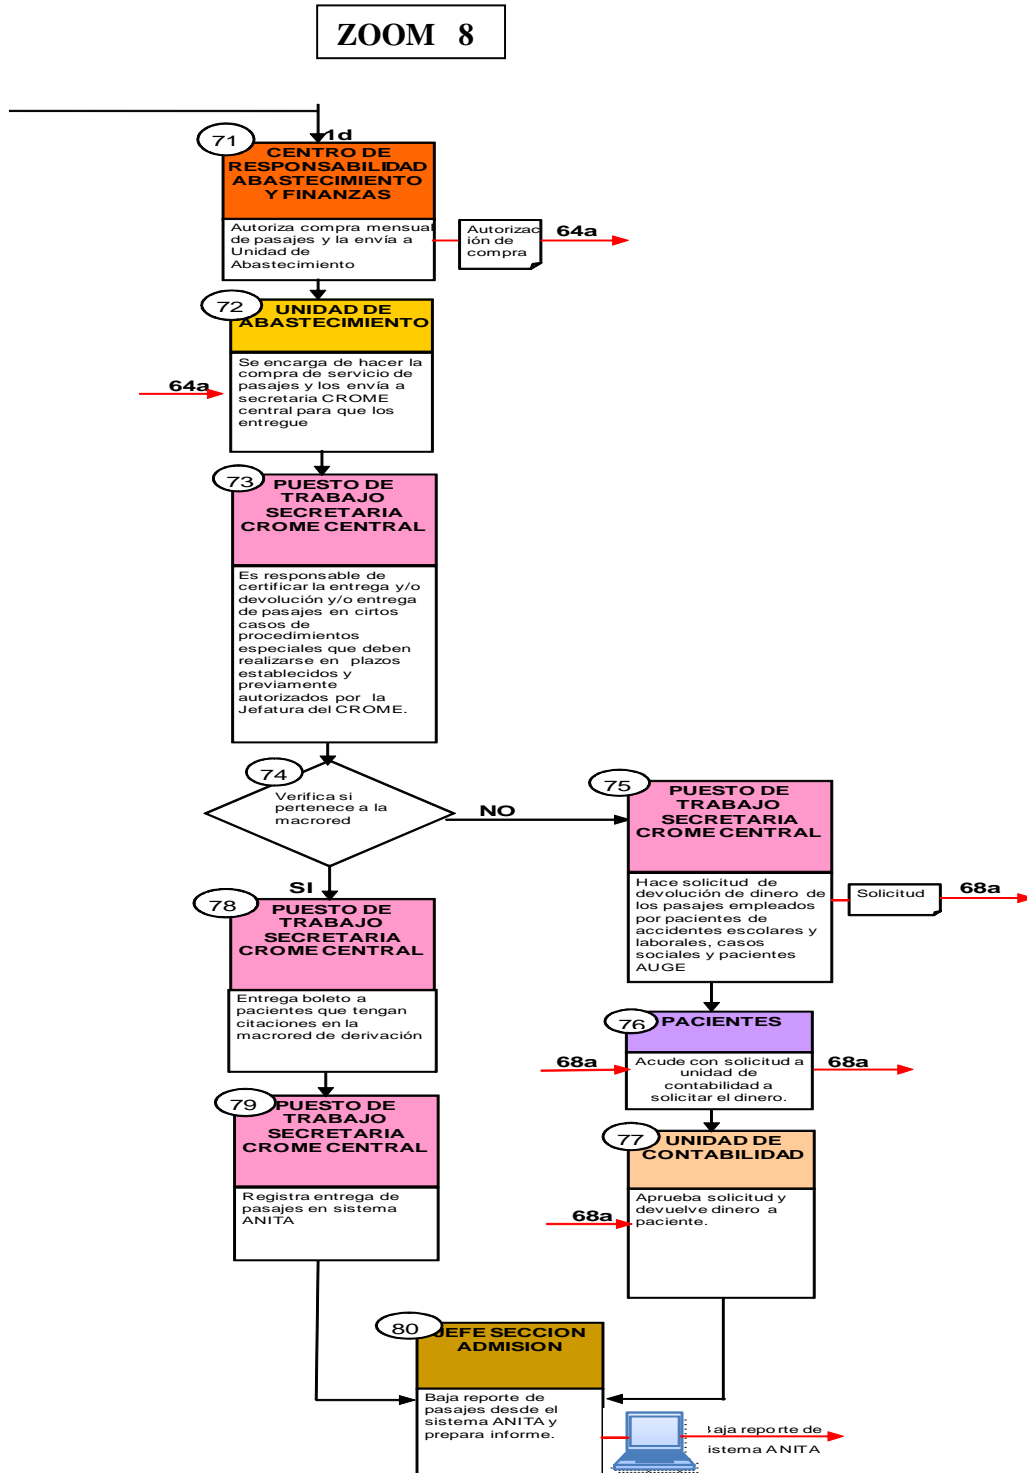 ZOOM 8
1d
71
CENTRO DE
RESPONSABILIDAD
ABASTECIMIENTO
Y FINANZAS
Autoriza compra mensual
de pasajes y la envía a
Unidad de
Abastecimiento
Autorizac
ión de
compra
64a
72
UNIDAD DE
ABASTECIMIENTO
64a
Se encarga de hacer la
compra de servicio de
pasajes y los envía a
secretaria CROME
central para que los
entregue
73
PUESTO DE
TRABAJO
SECRETARIA
CROME CENTRAL
Es responsable de
certificar la entrega y/o
devolución y/o entrega
de pasajes en cirtos
casos de
procedimientos
especiales que deben
realizarse en plazos
establecidos y
previamente
autorizados por la
Jefatura del CROME.
74
Verifica si
pertenece a la
macrored
NO
75
PUESTO DE
TRABAJO
SECRETARIA
CROME CENTRAL
Hace solicitud de
devolución de dinero de
los pasajes empleados
por pacientes de
accidentes escolares y
laborales, casos
sociales y pacientes
AUGE
Solicitud
68a
SI
78
PUESTO DE
TRABAJO
SECRETARIA
CROME CENTRAL
Entrega boleto a
pacientes que tengan
citaciones en la
macrored de derivación
76
PACIENTES
68a
Acude con solicitud a
unidad de
contabilidad a
solicitar el dinero.
68a
79
PUESTO DE
TRABAJO
SECRETARIA
CROME CENTRAL
Registra entrega de
pasajes en sistema
ANITA
77
UNIDAD DE
CONTABILIDAD
68a
Aprueba solicitud y
devuelve dinero a
paciente.
80
JEFE SECCION
ADMISION
Baja reporte de
pasajes desde el
sistema ANITA y
prepara informe.
aja reporte de
istema ANITA